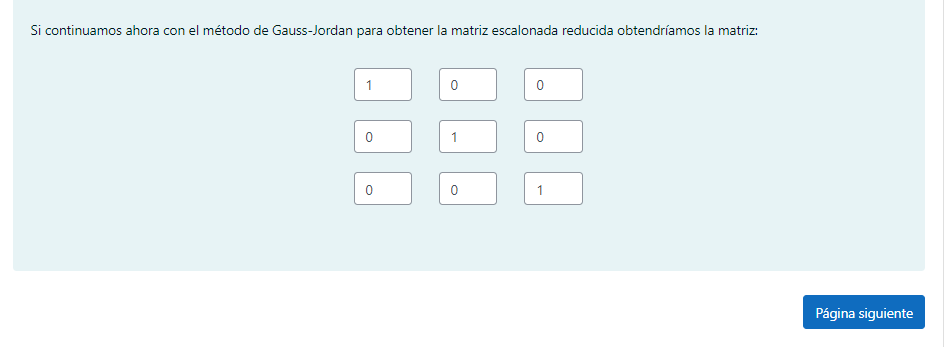 Si continuamos ahora con el método de Gauss-Jordan para obtener la matriz escalonada reducida obtendríamos la matriz:
1 0 0
0 1 0
0 0 1
Página siguiente